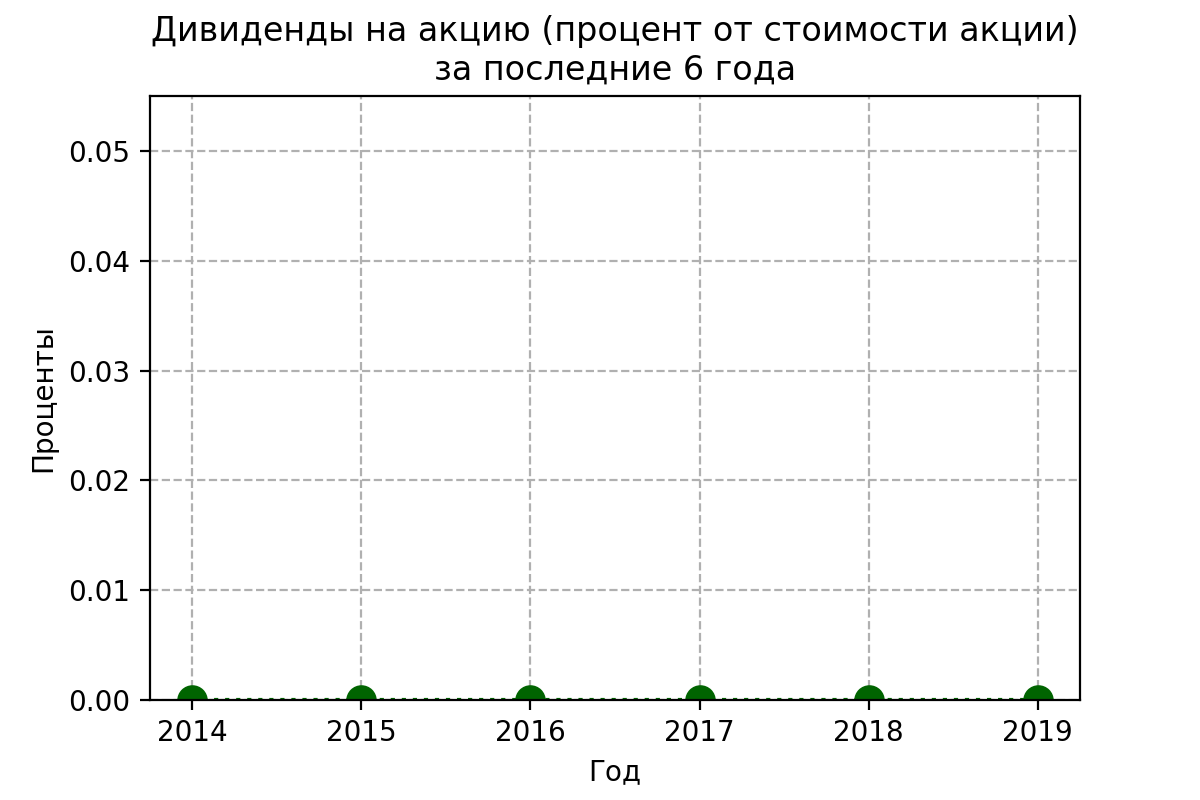 Дивиденды на акцию (процент от стоимости акции)
за последние 6 года
0.05
0.04
0.03
0.02
0.01
0.00
Проценты
2014 2015 2016 2017 2018 2019
Год